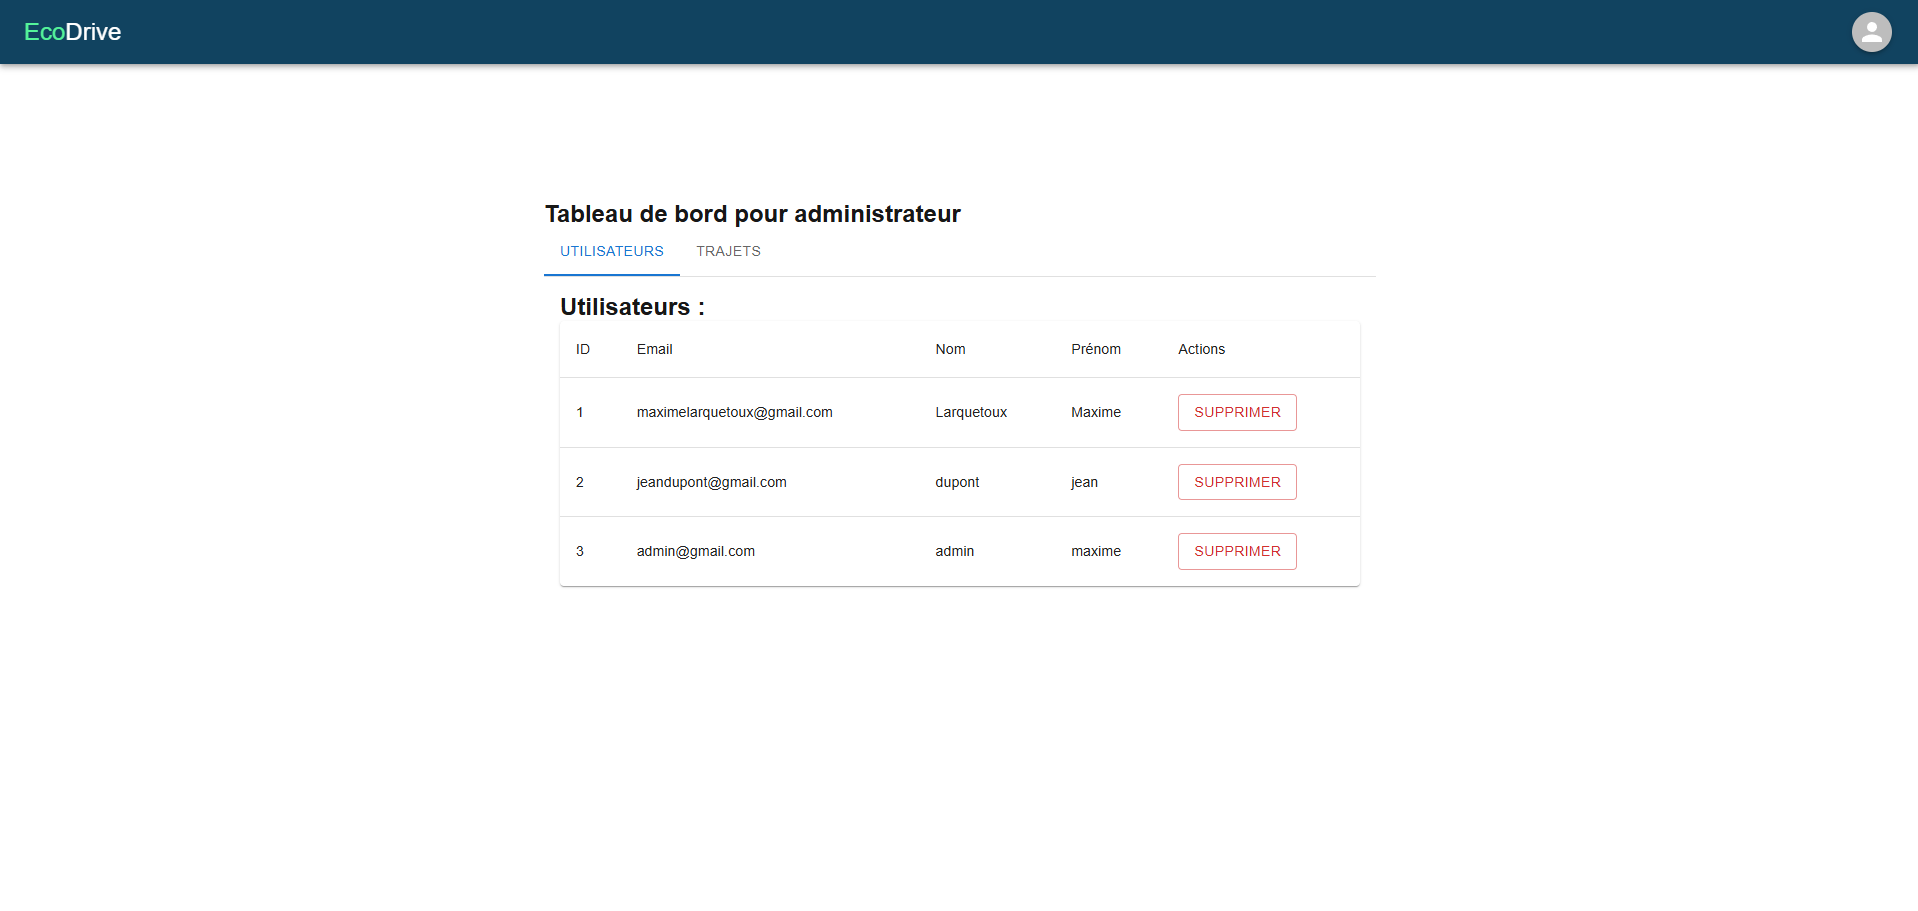 EcoDrive
Tableau de bord pour administrateur
UTILISATEURS TRAJETS
Utilisateurs :
ID Email Nom Prénom Actions
1 maximelarquetoux@gmail.com Larquetoux Maxime SUPPRIMER
2 jeandupont@gmail.com dupont jean SUPPRIMER
3 admin@gmail.com admin maxime SUPPRIMER